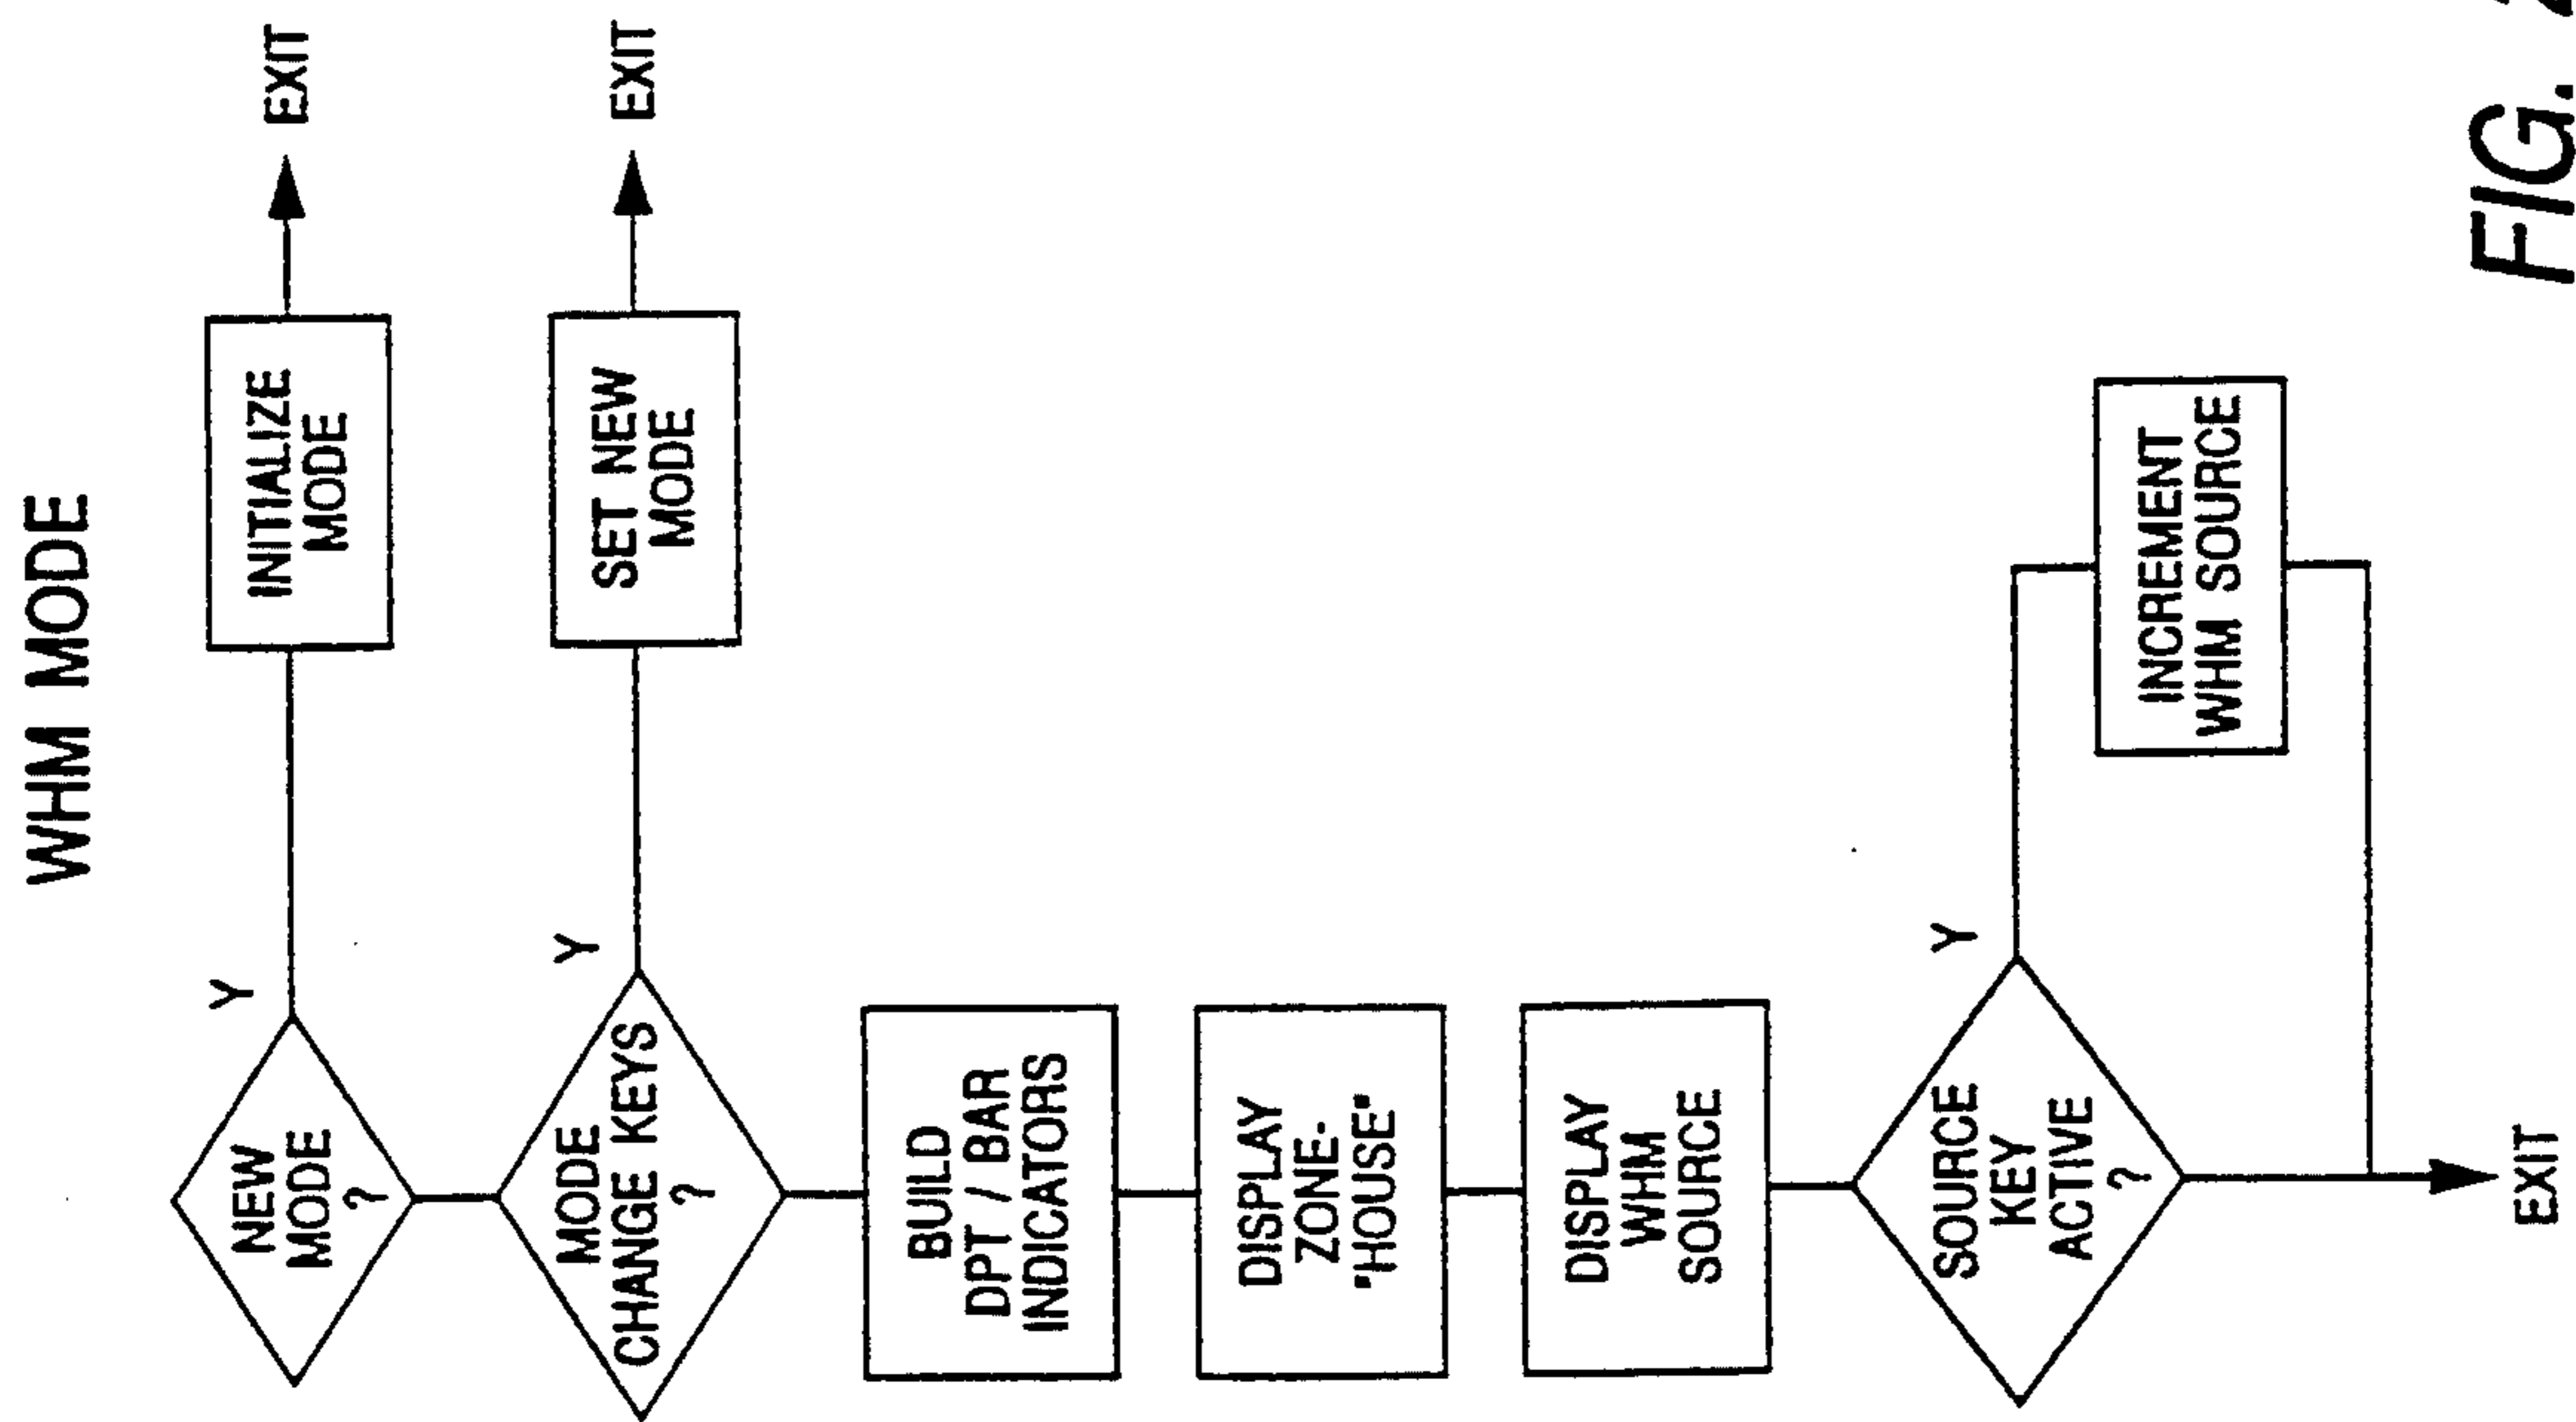 WHM MODE
NEW
MODE
?
Y
INITIALIZE
MODE
EXIT
MODE
CHANGE KEYS
?
Y
SET NEW
MODE
EXIT
BUILD
DPT / BAR
INDICATORS
DISPLAY
ZONE-
"HOUSE"
DISPLAY
WHM
SOURCE
SOURCE
KEY
ACTIVE
?
Y
INCREMENT
WHM SOURCE
EXIT
FIG.